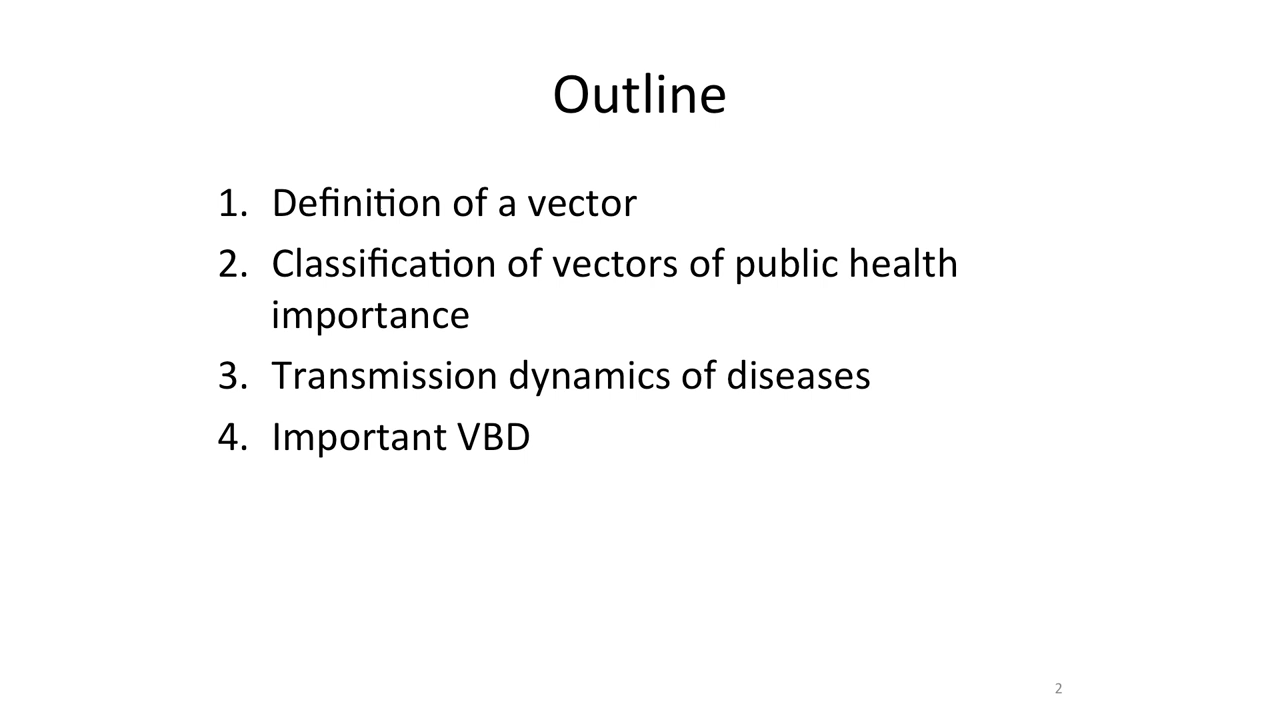 Outline
1. Definition of a vector
2. Classification of vectors of public health
importance
3. Transmission dynamics of diseases
4. Important VBD
2